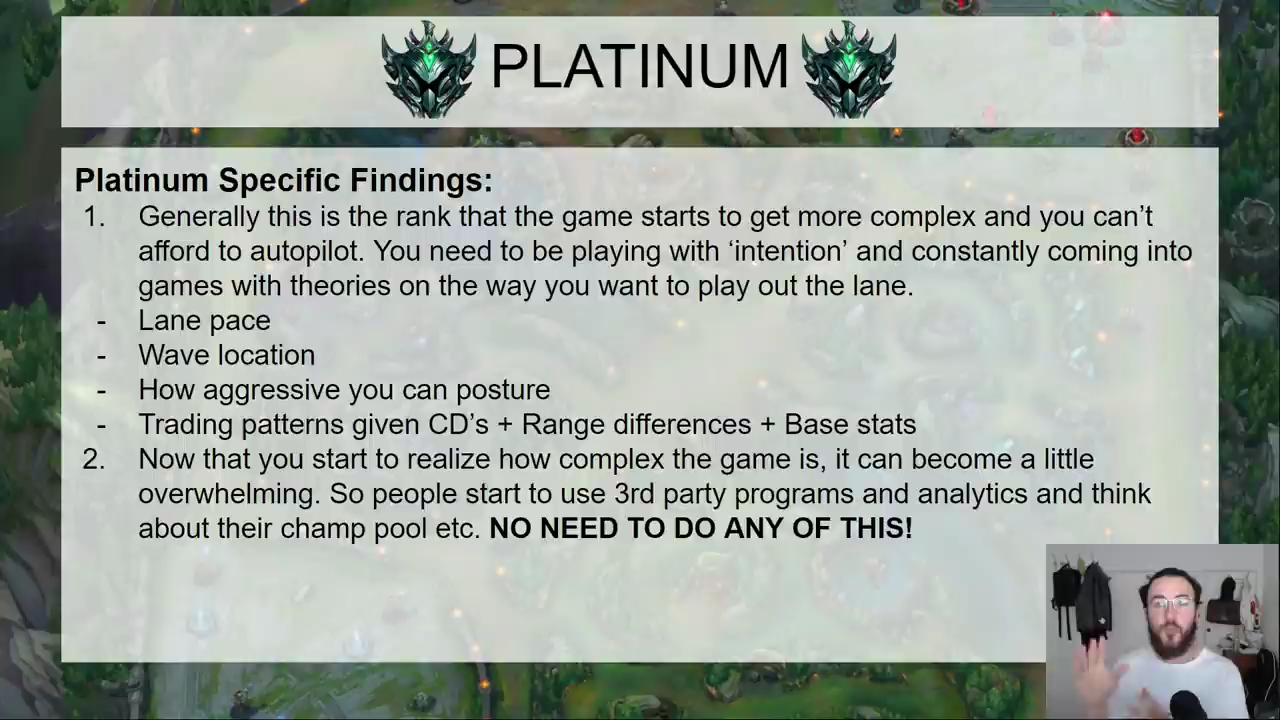 PLATINUM
Platinum Specific Findings:
1. Generally this is the rank that the game starts to get more complex and you can’t
afford to autopilot. You need to be playing with ‘intention’ and constantly coming into
games with theories on the way you want to play out the lane.
- Lane pace
- Wave location
- How aggressive you can posture
- Trading patterns given CD’s + Range differences + Base stats
2. Now that you start to realize how complex the game is, it can become a little
overwhelming. So people start to use 3rd party programs and analytics and think
about their champ pool etc. NO NEED TO DO ANY OF THIS!